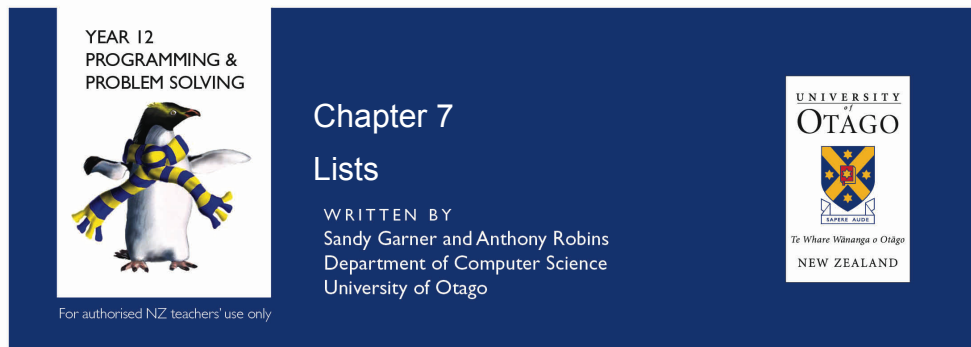 YEAR 12
PROGRAMMING &
PROBLEM SOLVING
For authorised NZ teachers' use only
Chapter 7
Lists
WRITTEN BY
Sandy Garner and Anthony Robins
Department of Computer Science
University of Otago
UNIVERSITY
of
OTAGO
SAPERE AUDE
Te Whare Wānanga o Otāgo
NEW ZEALAND